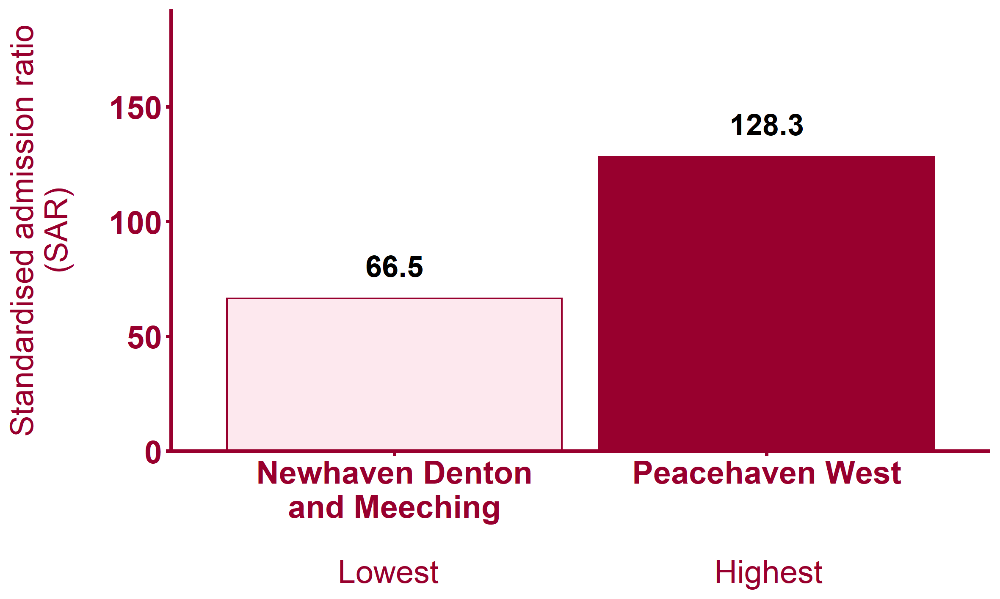 Standardised admission ratio
(SAR)
150
100
50
0
66.5
128.3
Newhaven Denton
and Meeching
Peacehaven West
Lowest
Highest